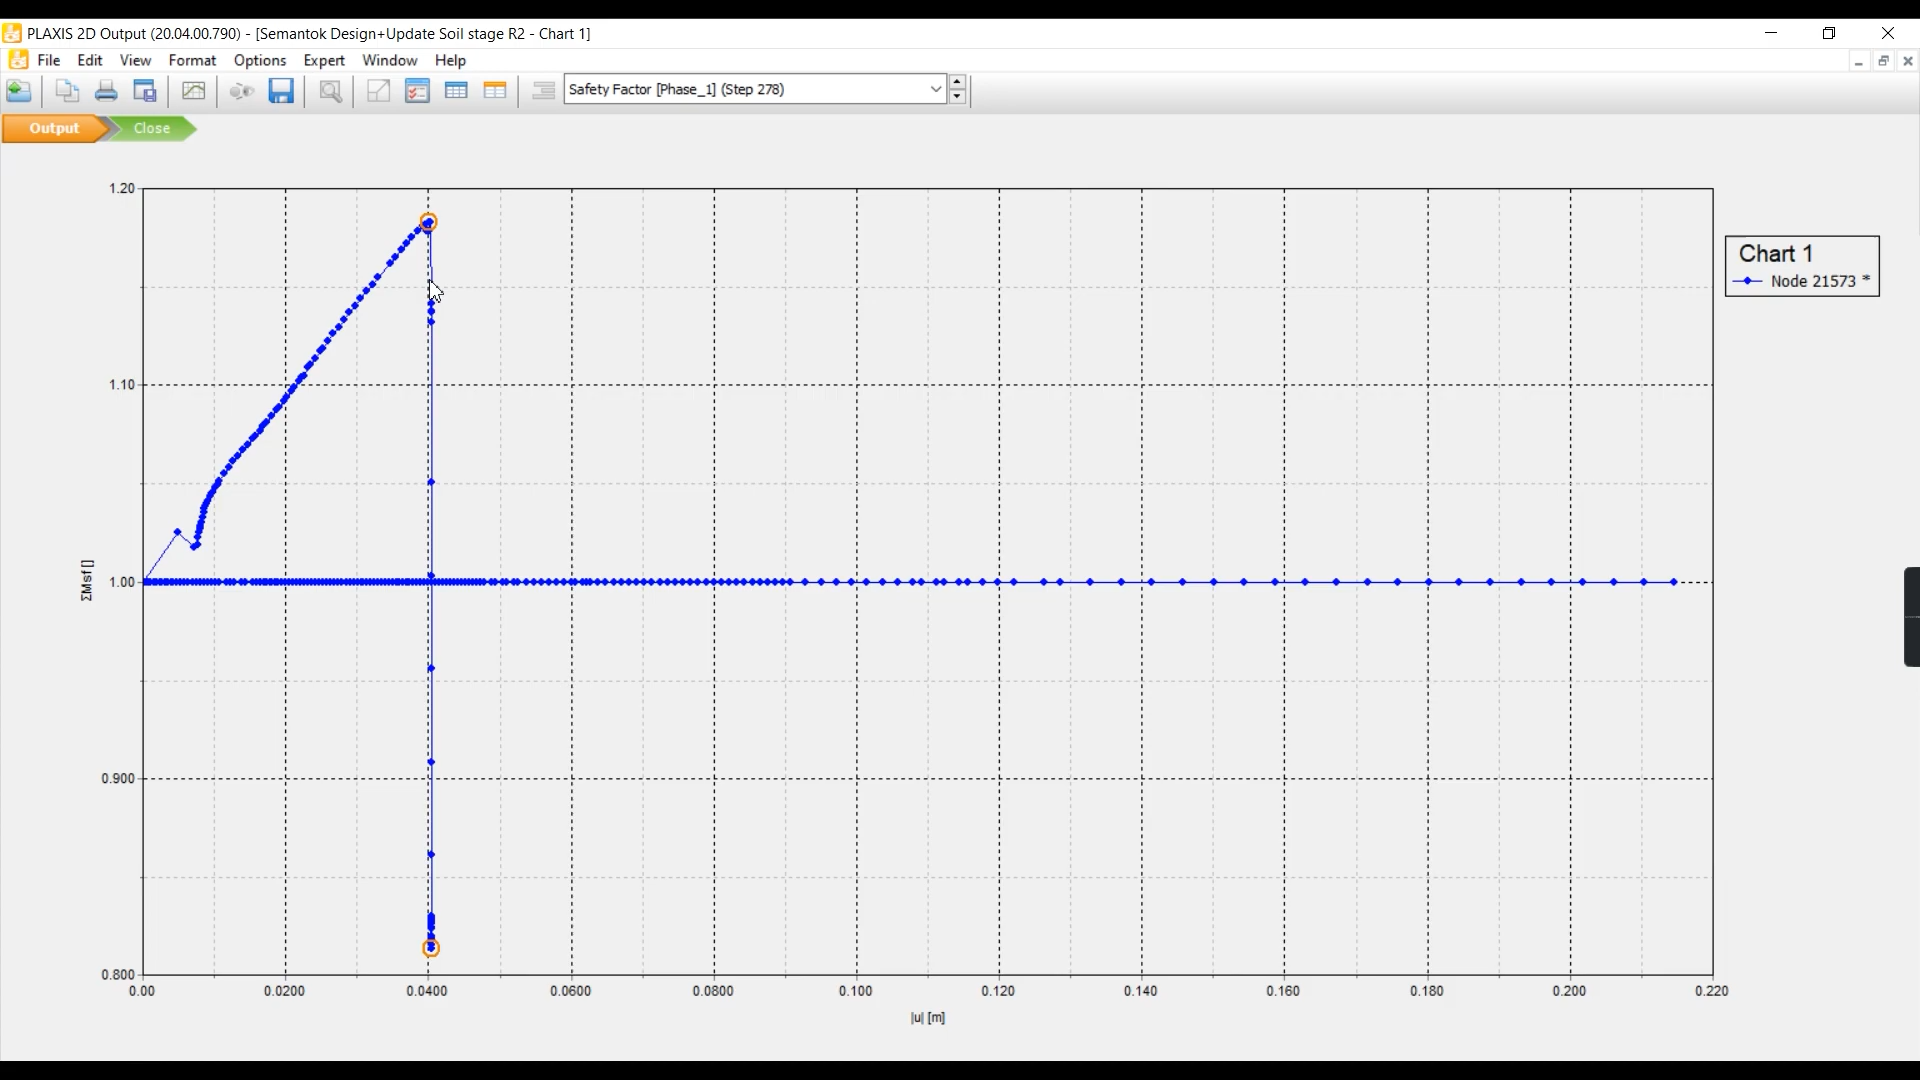 PLAXIS 2D Output (20.04.00.790) - [Semantok Design+Update Soil stage R2 - Chart 1]
File Edit View Format Options Expert Window Help
Safety Factor [Phase_1] (Step 278)
Output Close
1.20
1.10
1.00
0.900
0.800
ΣMsf []
0.00 0.0200 0.0400 0.0600 0.0800 0.100 0.120 0.140 0.160 0.180 0.200 0.220
|u| [m]
Chart 1
Node 21573 *